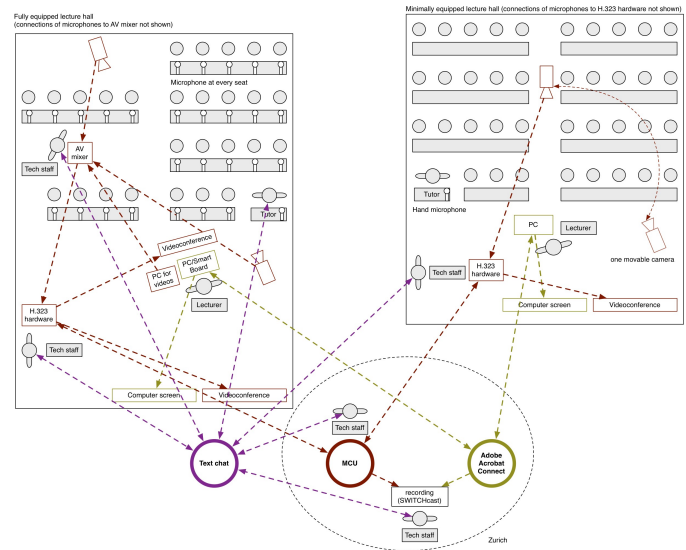 Fully equipped lecture hall
(connections of microphones to AV mixer not shown)
Minimally equipped lecture hall (connections of microphones to H.323 hardware not shown)
Microphone at every seat
AV
mixer
Tech staff
Tutor
Videoconference
PC/Smart
Board
PC for
videos
Lecturer
H.323
hardware
Tech staff
Computer screen
Videoconference
Tutor
Hand microphone
PC
Lecturer
one movable camera
Tech staff
H.323
hardware
Computer screen
Videoconference
Tech staff
Text chat
MCU
Adobe
Acrobat
Connect
recording
(SWITCHcast)
Tech staff
Zurich